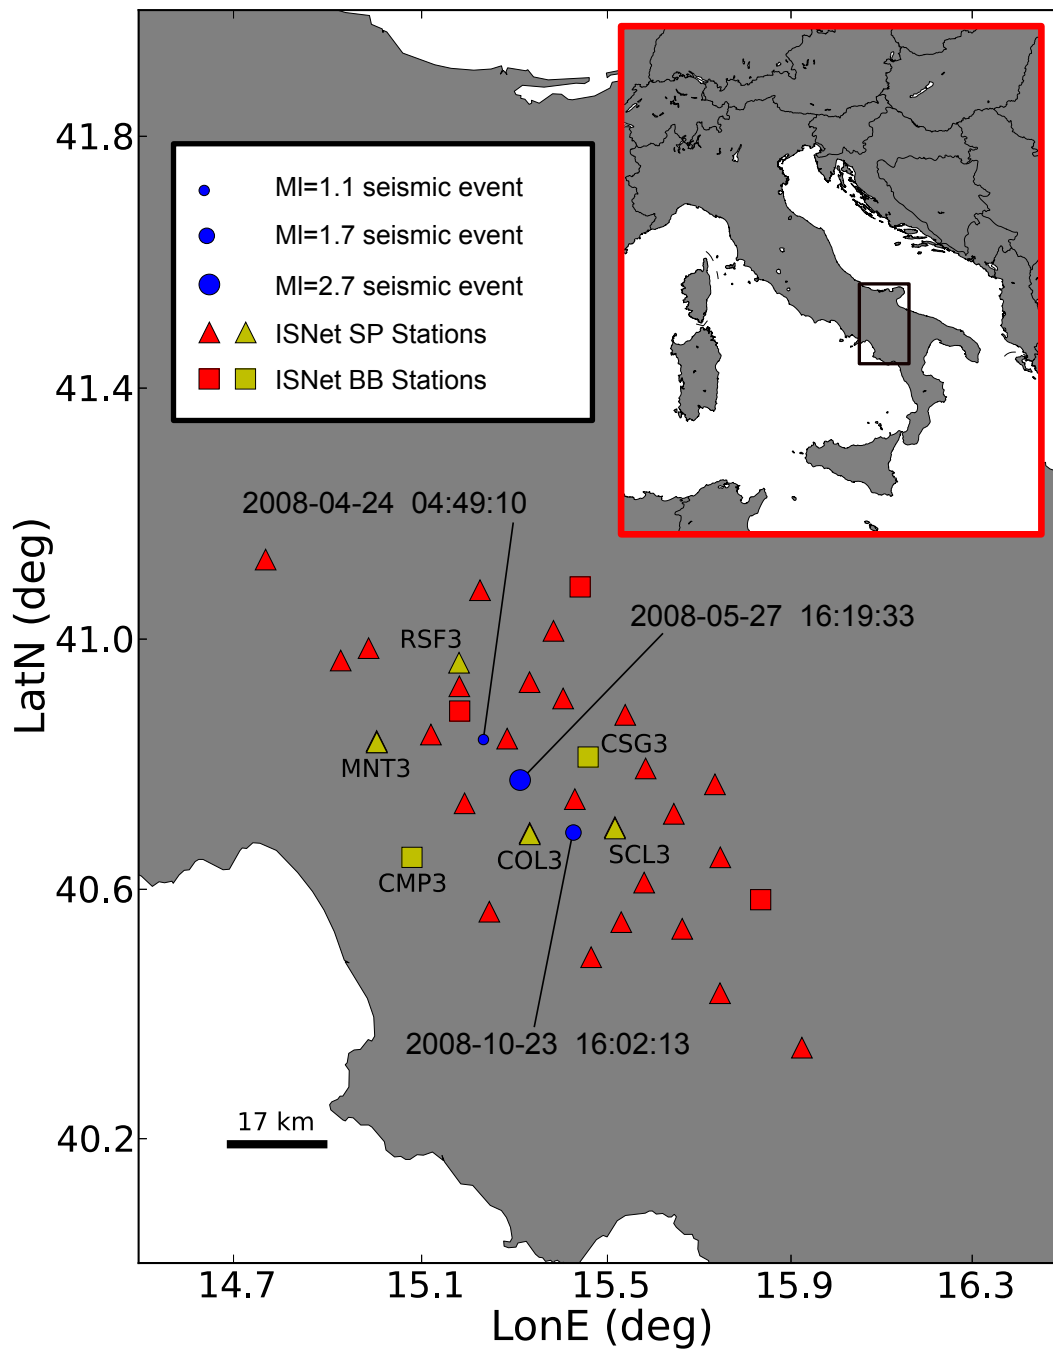 41.8
Ml=1.1 seismic event
Ml=1.7 seismic event
Ml=2.7 seismic event
ISNet SP Stations
ISNet BB Stations
41.4
2008-04-24 04:49:10
2008-05-27 16:19:33
41.0
RSF3
LatN (deg)
CSG3
MNT3
COL3
SCL3
CMP3
40.6
2008-10-23 16:02:13
17 km
40.2
14.7
15.1
15.5
15.9
16.3
LonE (deg)